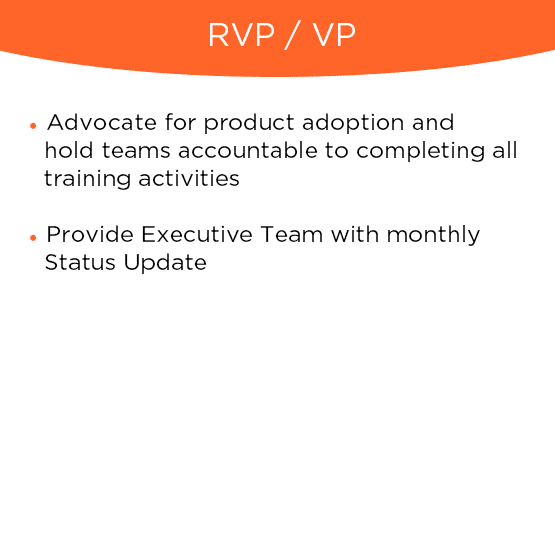 RVP / VP
• Advocate for product adoption and
hold teams accountable to completing all
training activities
• Provide Executive Team with monthly
Status Update